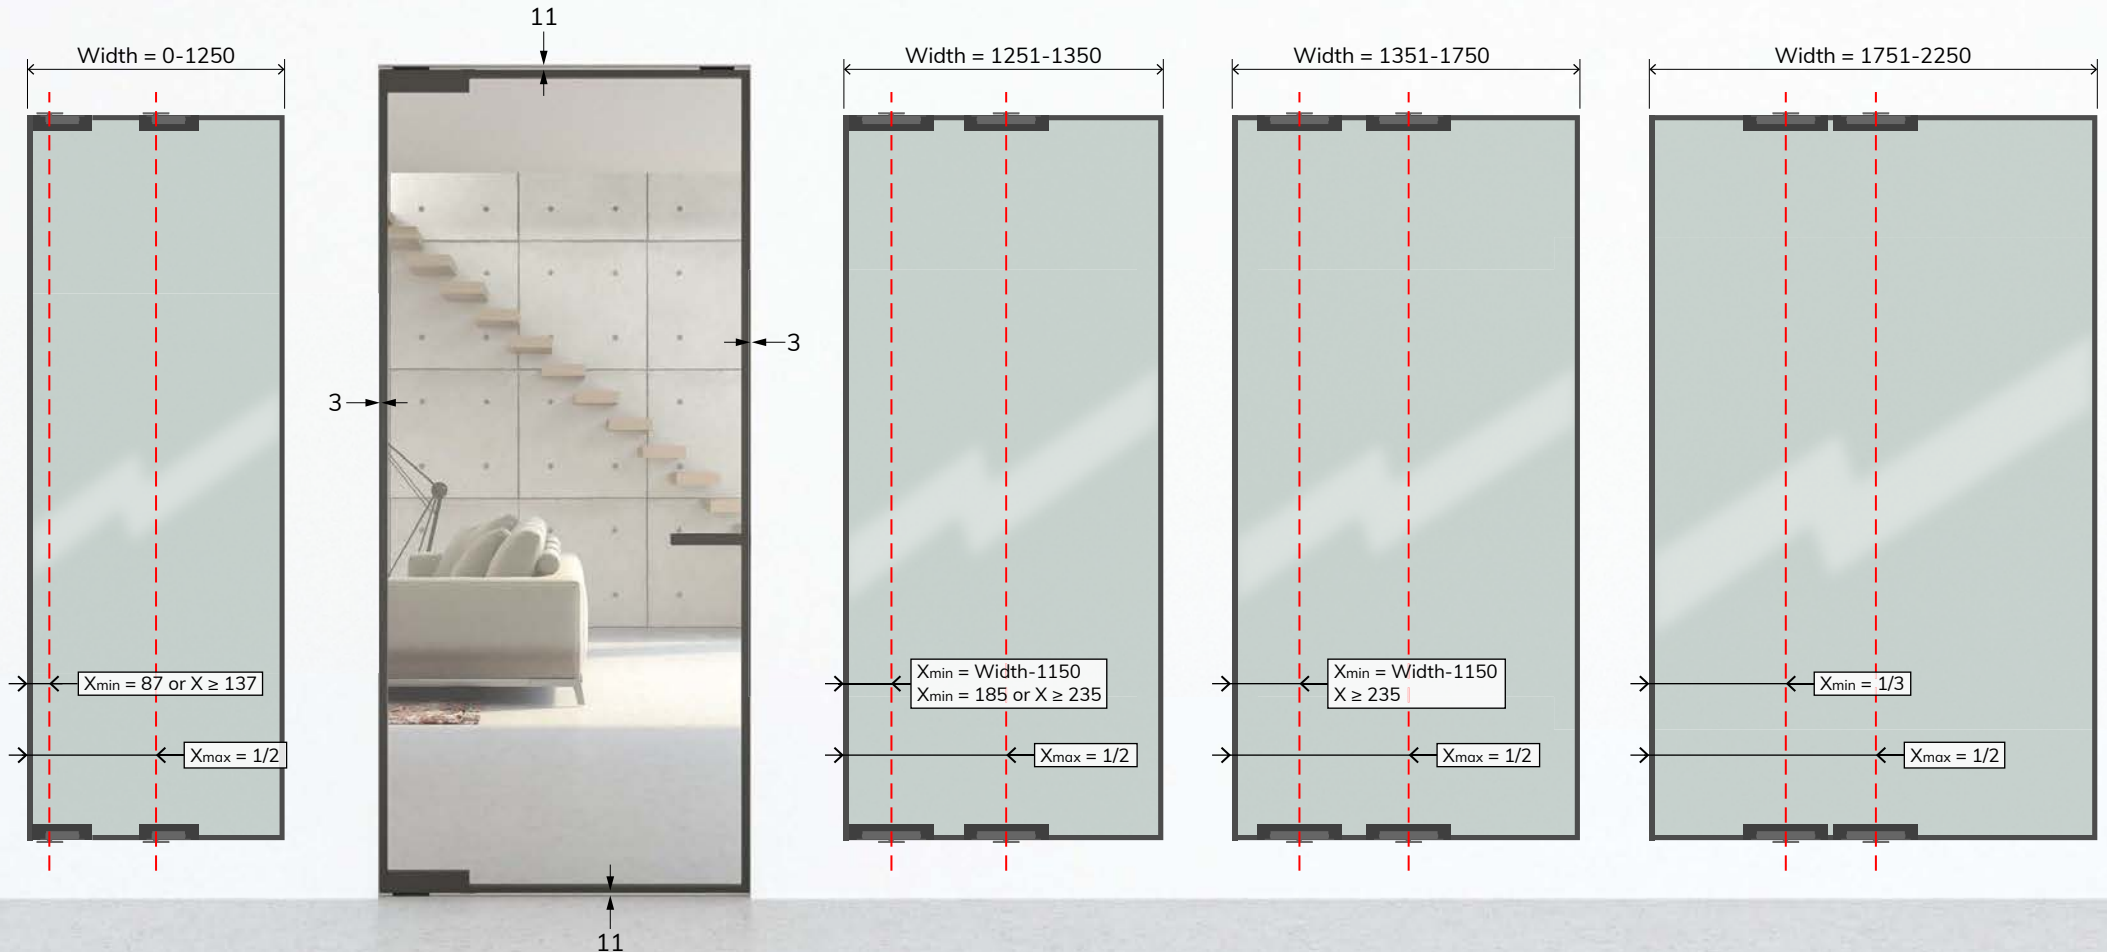 11
Width = 0-1250
Width = 1251-1350
Width = 1351-1750
Width = 1751-2250
3
3
Xmin = 87 or X ≥ 137
Xmin = Width-1150
Xmin = 185 or X ≥ 235
Xmin = Width-1150
X ≥ 235
Xmin = 1/3
Xmax = 1/2
Xmax = 1/2
Xmax = 1/2
Xmax = 1/2
11